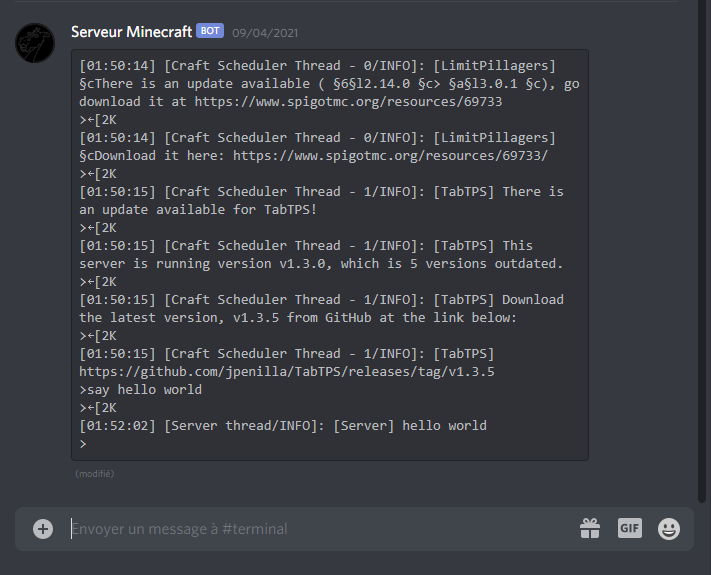 Serveur Minecraft BOT 09/04/2021
[01:50:14] [Craft Scheduler Thread - 0/INFO]: [LimitPillagers]
§cThere is an update available ( §6§l2.14.0 §c> §a§l3.0.1 §c), go
download it at https://www.spigotmc.org/resources/69733
>←[2K
[01:50:14] [Craft Scheduler Thread - 0/INFO]: [LimitPillagers]
§cDownload it here: https://www.spigotmc.org/resources/69733/
>←[2K
[01:50:15] [Craft Scheduler Thread - 1/INFO]: [TabTPS] There is
an update available for TabTPS!
>←[2K
[01:50:15] [Craft Scheduler Thread - 1/INFO]: [TabTPS] This
server is running version v1.3.0, which is 5 versions outdated.
>←[2K
[01:50:15] [Craft Scheduler Thread - 1/INFO]: [TabTPS] Download
the latest version, v1.3.5 from GitHub at the link below:
>←[2K
[01:50:15] [Craft Scheduler Thread - 1/INFO]: [TabTPS]
https://github.com/jpenilla/TabTPS/releases/tag/v1.3.5
>say hello world
>←[2K
[01:52:02] [Server thread/INFO]: [Server] hello world
>
(modifié)
Envoyer un message à #terminal
GIF